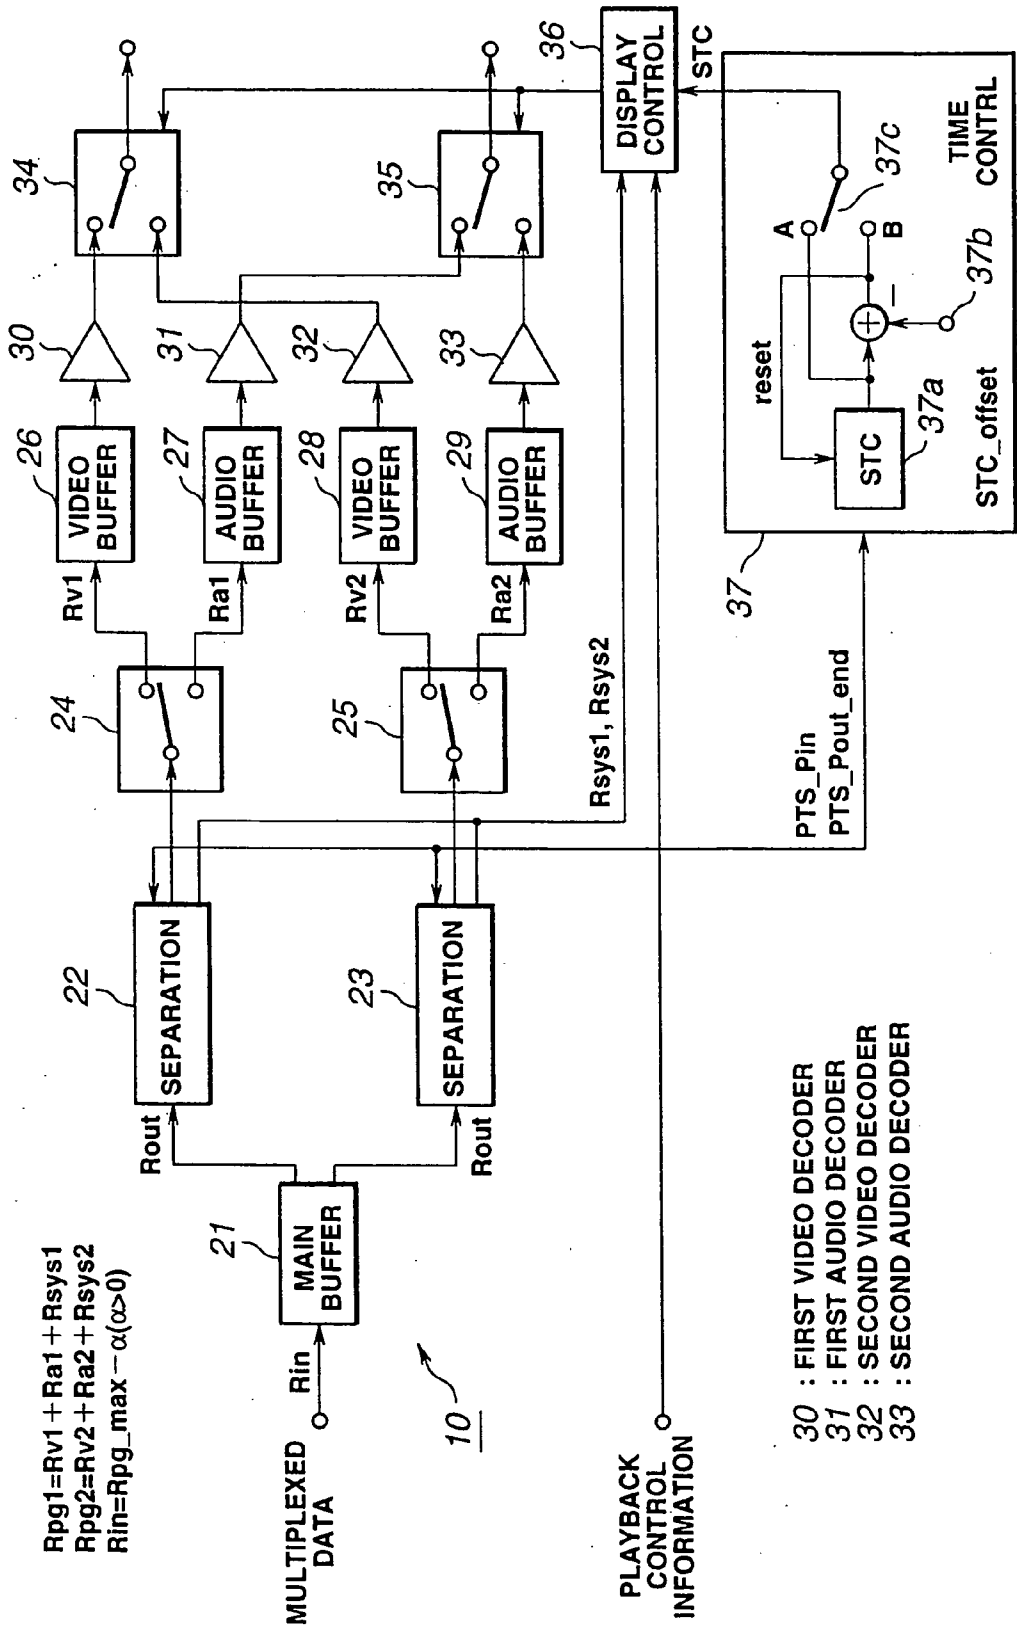 Rpg1=Rv1+Ra1+Rsys1
Rpg2=Rv2+Ra2+Rsys2
Rin=Rpg_max−α(α>0)
MULTIPLEXED
DATA
Rin
10
21
MAIN
BUFFER
Rout
Rout
22
SEPARATION
23
SEPARATION
24
25
Rv1
Ra1
Rv2
Ra2
26
VIDEO
BUFFER
27
AUDIO
BUFFER
28
VIDEO
BUFFER
29
AUDIO
BUFFER
30
31
32
33
34
35
Rsys1, Rsys2
PLAYBACK
CONTROL
INFORMATION
36
DISPLAY
CONTROL
STC
PTS_Pin
PTS_Pout_end
37
reset
STC
37a
STC_offset
+
−
37b
A
B
37c
TIME
CONTRL
30 : FIRST VIDEO DECODER
31 : FIRST AUDIO DECODER
32 : SECOND VIDEO DECODER
33 : SECOND AUDIO DECODER